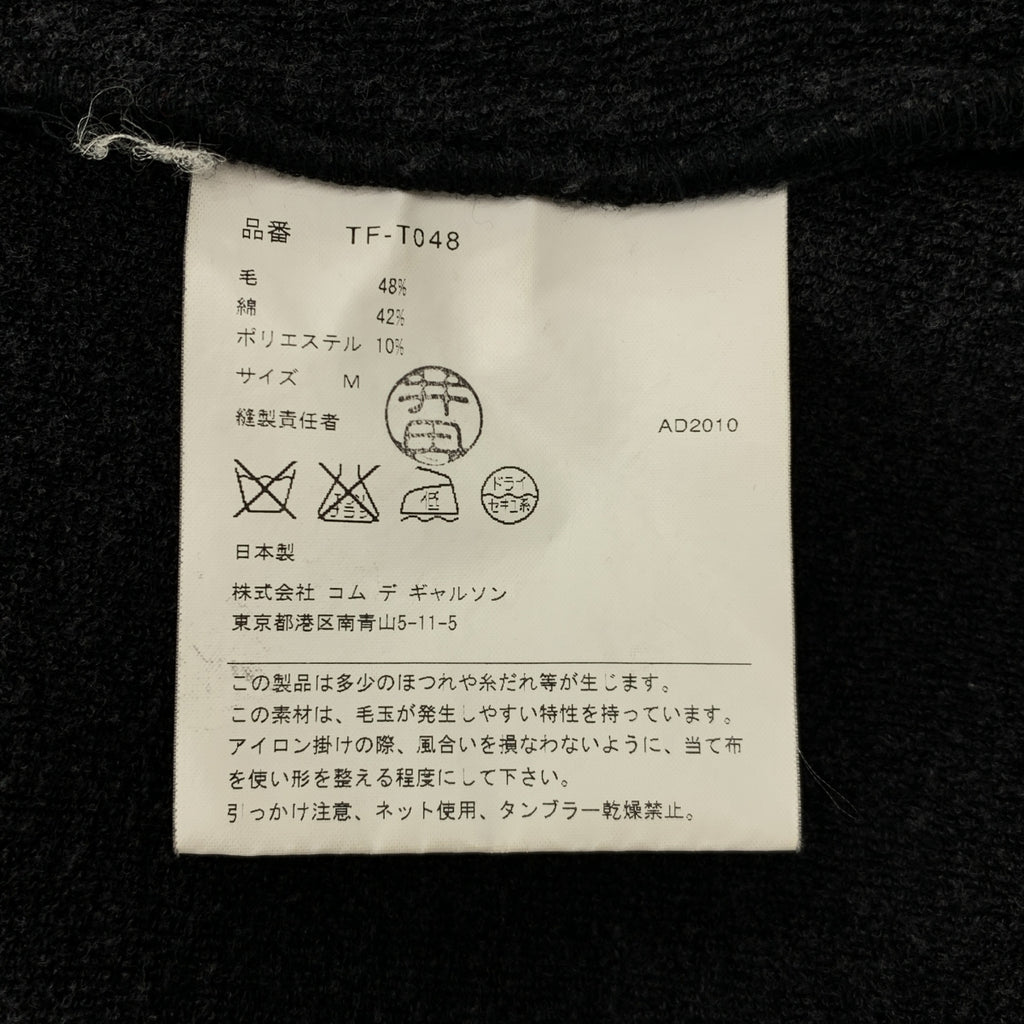 品番 TF-T048
毛 48%
綿 42%
ポリエステル 10%
サイズ M
縫製責任者 井田
AD2010
低
ドライ
セキユ系
日本製
株式会社 コム デ ギャルソン
東京都港区南青山5-11-5
この製品は多少のほつれや糸だれ等が生じます。
この素材は、毛玉が発生しやすい特性を持っています。
アイロン掛けの際、風合いを損なわないように、当て布
を使い形を整える程度にして下さい。
引っかけ注意、ネット使用、タンブラー乾燥禁止。